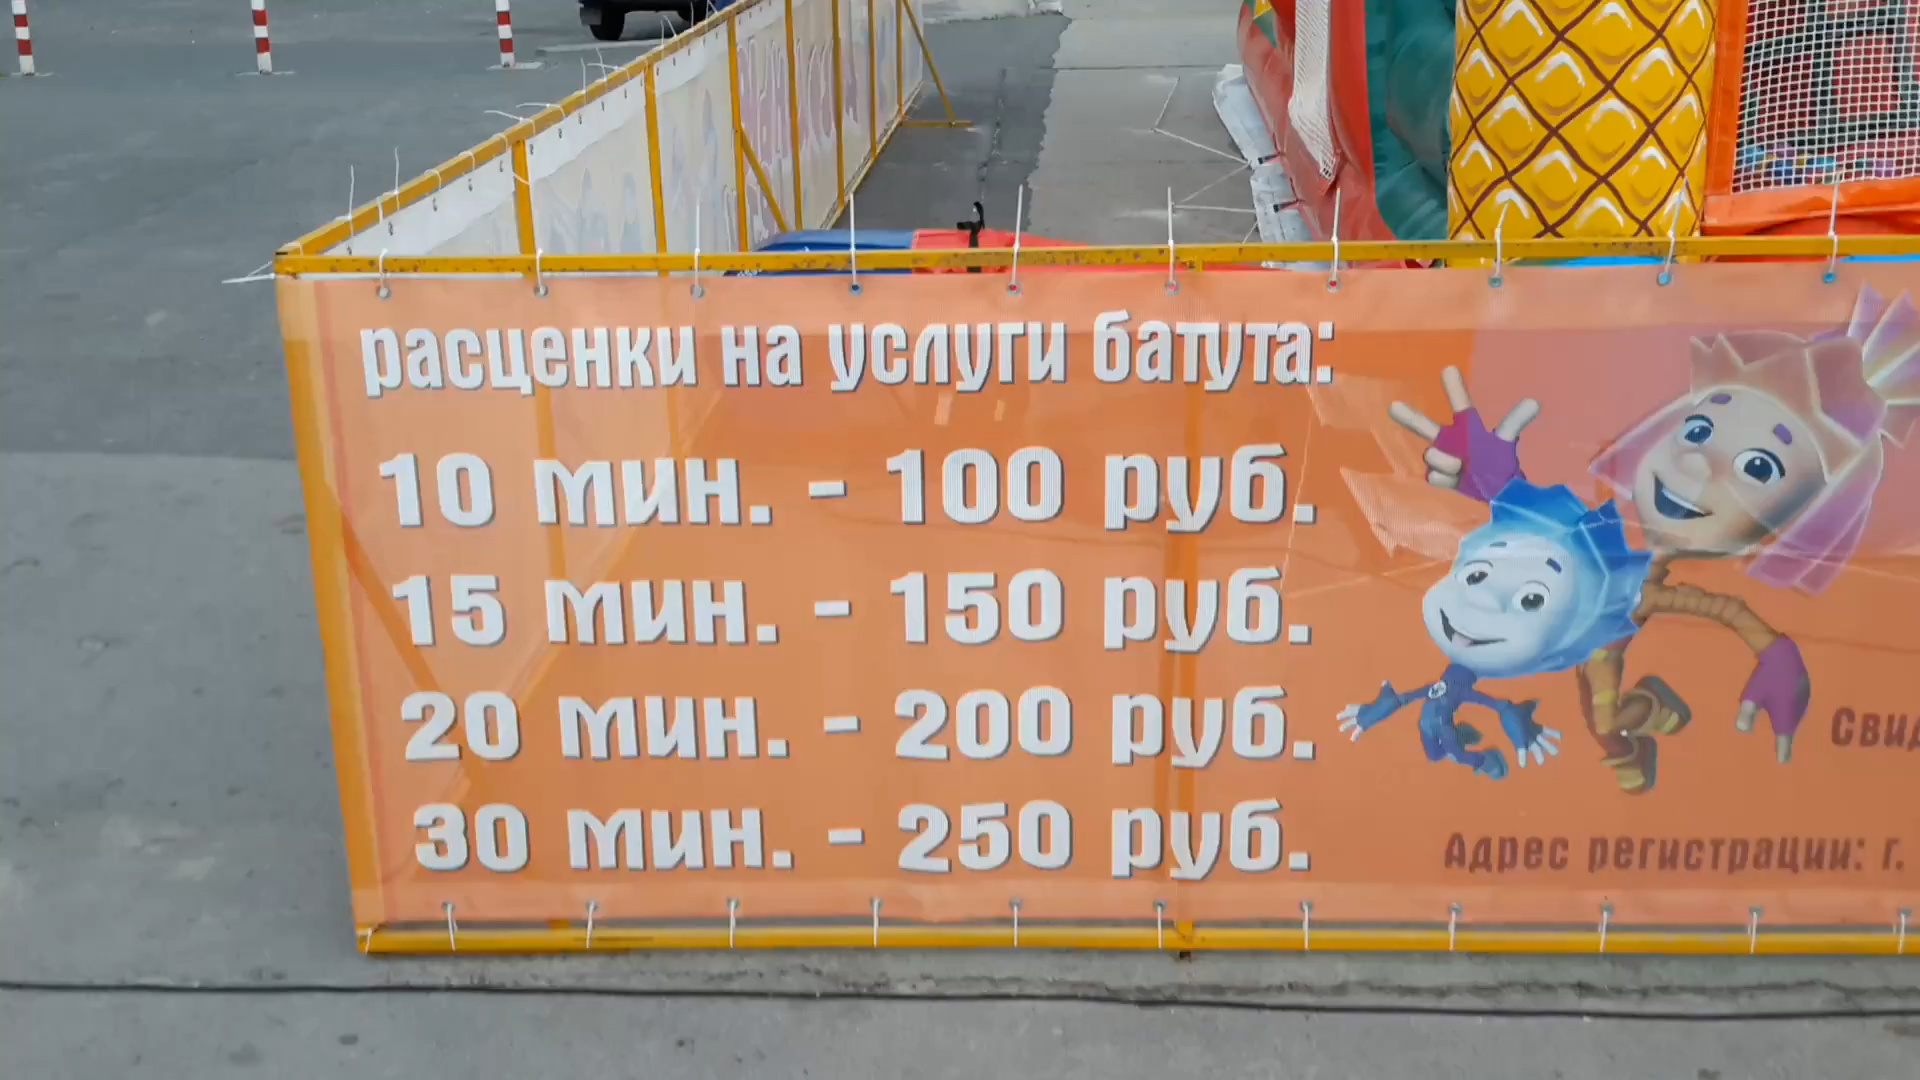 расценки на услуги батута:
10 мин. - 100 руб.
15 мин. - 150 руб.
20 мин. - 200 руб.
30 мин. - 250 руб.
Адрес регистрации: г.